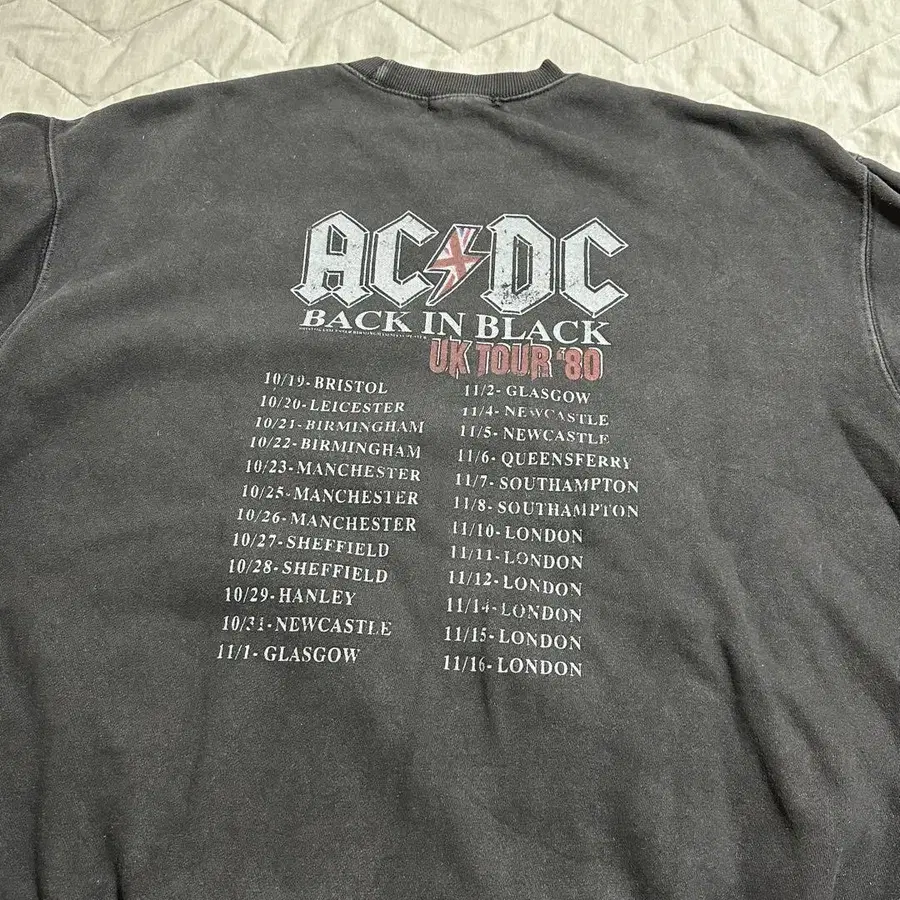 AC DC
BACK IN BLACK
UK TOUR '80
10/19-BRISTOL
10/20-LEICESTER
10/21-BIRMINGHAM
10/22-BIRMINGHAM
10/23-MANCHESTER
10/25-MANCHESTER
10/26-MANCHESTER
10/27-SHEFFIELD
10/28-SHEFFIELD
10/29-HANLEY
10/31-NEWCASTLE
11/1-GLASGOW
11/2-GLASGOW
11/4-NEWCASTLE
11/5-NEWCASTLE
11/6-QUEENSFERRY
11/7-SOUTHAMPTON
11/8-SOUTHAMPTON
11/10-LONDON
11/11-LONDON
11/12-LONDON
11/14-LONDON
11/15-LONDON
11/16-LONDON